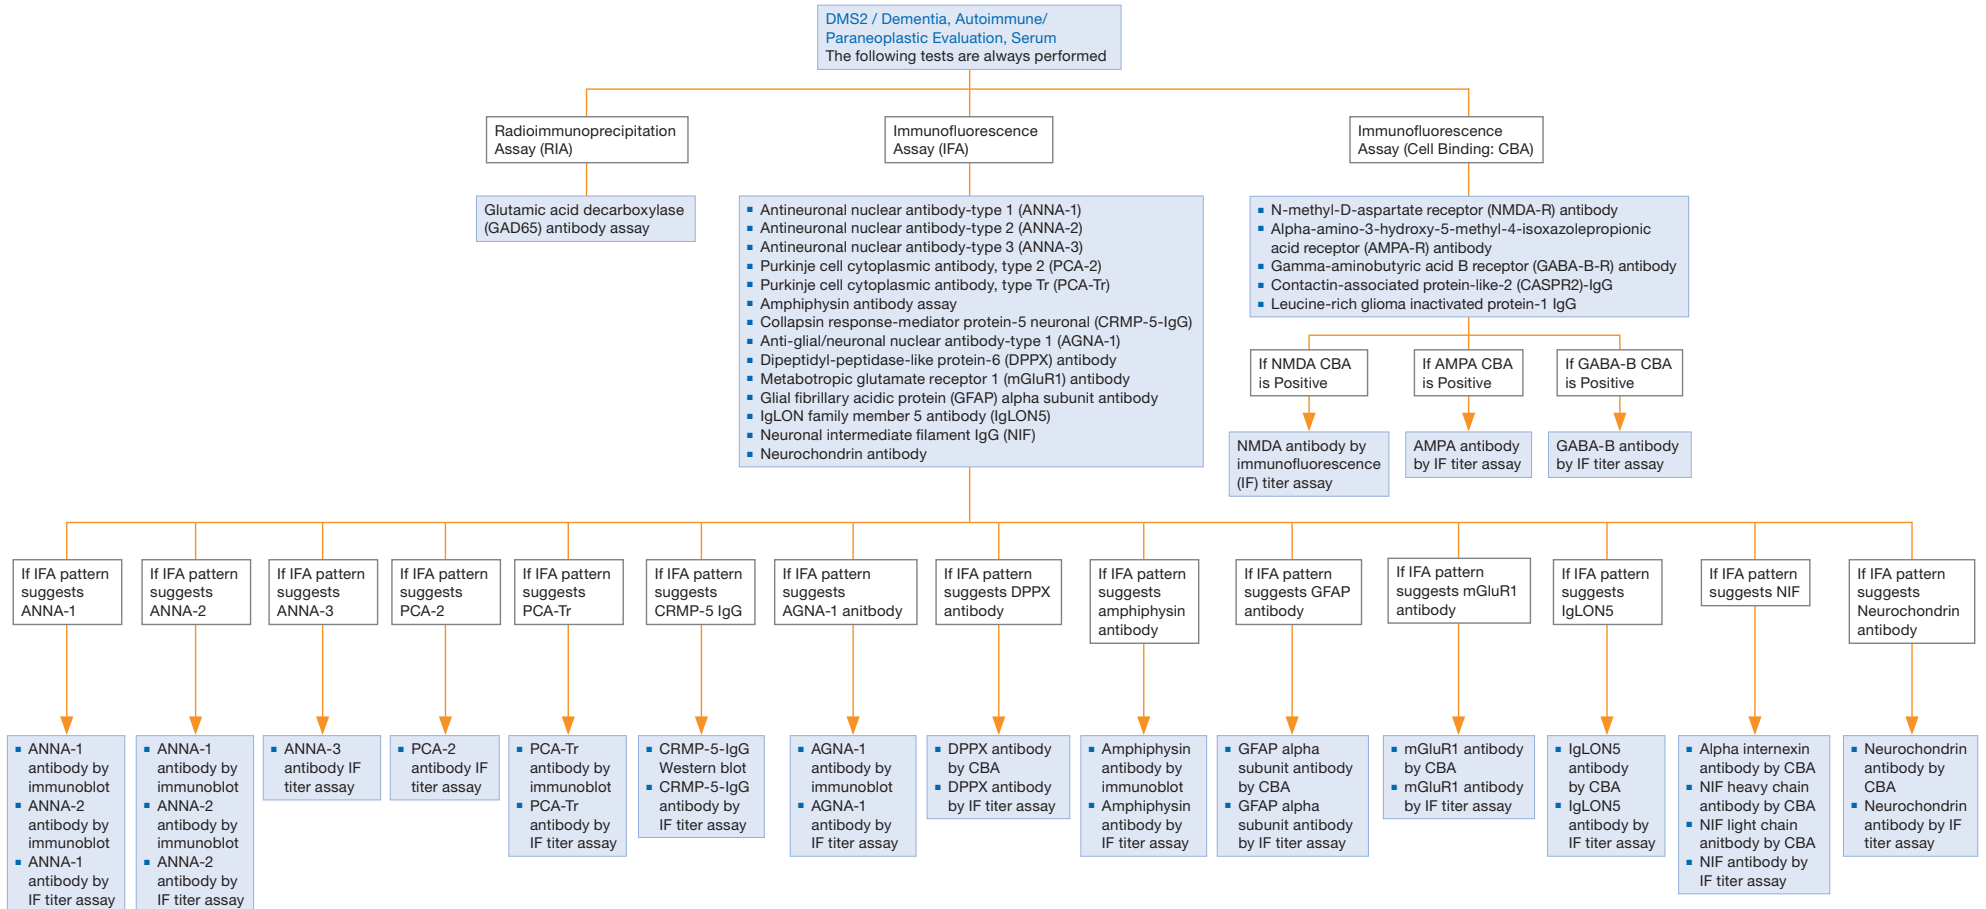 DMS2 / Dementia, Autoimmune/
Paraneoplastic Evaluation, Serum
The following tests are always performed
Radioimmunoprecipitation
Assay (RIA)
Immunofluorescence
Assay (IFA)
Immunofluorescence
Assay (Cell Binding: CBA)
Glutamic acid decarboxylase
(GAD65) antibody assay
▪ Antineuronal nuclear antibody-type 1 (ANNA-1)
▪ Antineuronal nuclear antibody-type 2 (ANNA-2)
▪ Antineuronal nuclear antibody-type 3 (ANNA-3)
▪ Purkinje cell cytoplasmic antibody, type 2 (PCA-2)
▪ Purkinje cell cytoplasmic antibody, type Tr (PCA-Tr)
▪ Amphiphysin antibody assay
▪ Collapsin response-mediator protein-5 neuronal (CRMP-5-IgG)
▪ Anti-glial/neuronal nuclear antibody-type 1 (AGNA-1)
▪ Dipeptidyl-peptidase-like protein-6 (DPPX) antibody
▪ Metabotropic glutamate receptor 1 (mGluR1) antibody
▪ Glial fibrillary acidic protein (GFAP) alpha subunit antibody
▪ IgLON family member 5 antibody (IgLON5)
▪ Neuronal intermediate filament IgG (NIF)
▪ Neurochondrin antibody
▪ N-methyl-D-aspartate receptor (NMDA-R) antibody
▪ Alpha-amino-3-hydroxy-5-methyl-4-isoxazolepropionic
acid receptor (AMPA-R) antibody
▪ Gamma-aminobutyric acid B receptor (GABA-B-R) antibody
▪ Contactin-associated protein-like-2 (CASPR2)-IgG
▪ Leucine-rich glioma inactivated protein-1 IgG
If NMDA CBA
is Positive
If AMPA CBA
is Positive
If GABA-B CBA
is Positive
NMDA antibody by
immunofluorescence
(IF) titer assay
AMPA antibody
by IF titer assay
GABA-B antibody
by IF titer assay
If IFA pattern
suggests
ANNA-1
If IFA pattern
suggests
ANNA-2
If IFA pattern
suggests
ANNA-3
If IFA pattern
suggests
PCA-2
If IFA pattern
suggests
PCA-Tr
If IFA pattern
suggests
CRMP-5 IgG
If IFA pattern
suggests
AGNA-1 anitbody
If IFA pattern
suggests DPPX
antibody
If IFA pattern
suggests
amphiphysin
antibody
If IFA pattern
suggests GFAP
antibody
If IFA pattern
suggests mGluR1
antibody
If IFA pattern
suggests
IgLON5
If IFA pattern
suggests NIF
If IFA pattern
suggests
Neurochondrin
antibody
▪ ANNA-1
antibody by
immunoblot
▪ ANNA-2
antibody by
immunoblot
▪ ANNA-1
antibody by
IF titer assay
▪ ANNA-1
antibody by
immunoblot
▪ ANNA-2
antibody by
immunoblot
▪ ANNA-2
antibody by
IF titer assay
▪ ANNA-3
antibody IF
titer assay
▪ PCA-2
antibody IF
titer assay
▪ PCA-Tr
antibody by
immunoblot
▪ PCA-Tr
antibody by
IF titer assay
▪ CRMP-5-IgG
Western blot
▪ CRMP-5-IgG
antibody by
IF titer assay
▪ AGNA-1
antibody by
immunoblot
▪ AGNA-1
antibody by
IF titer assay
▪ DPPX antibody
by CBA
▪ DPPX antibody
by IF titer assay
▪ Amphiphysin
antibody by
immunoblot
▪ Amphiphysin
antibody by
IF titer assay
▪ GFAP alpha
subunit antibody
by CBA
▪ GFAP alpha
subunit antibody
by IF titer assay
▪ mGluR1 antibody
by CBA
▪ mGluR1 antibody
by IF titer assay
▪ IgLON5
antibody
by CBA
▪ IgLON5
antibody by
IF titer assay
▪ Alpha internexin
antibody by CBA
▪ NIF heavy chain
antibody by CBA
▪ NIF light chain
anitbody by CBA
▪ NIF antibody by
IF titer assay
▪ Neurochondrin
antibody by
CBA
▪ Neurochondrin
antibody by IF
titer assay